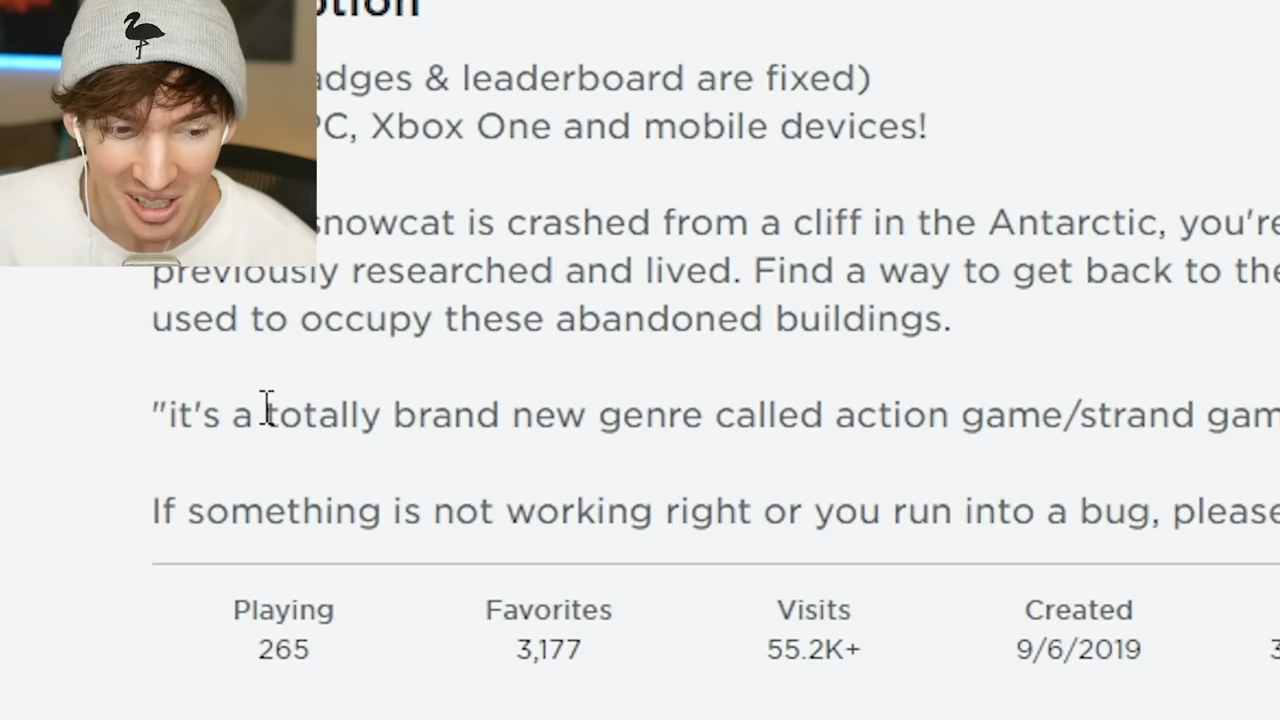 adges & leaderboard are fixed)
PC, Xbox One and mobile devices!
snowcat is crashed from a cliff in the Antarctic, you're
previously researched and lived. Find a way to get back to the
used to occupy these abandoned buildings.
"it's a totally brand new genre called action game/strand gam
If something is not working right or you run into a bug, please
Playing Favorites Visits Created
265 3,177 55.2K+ 9/6/2019